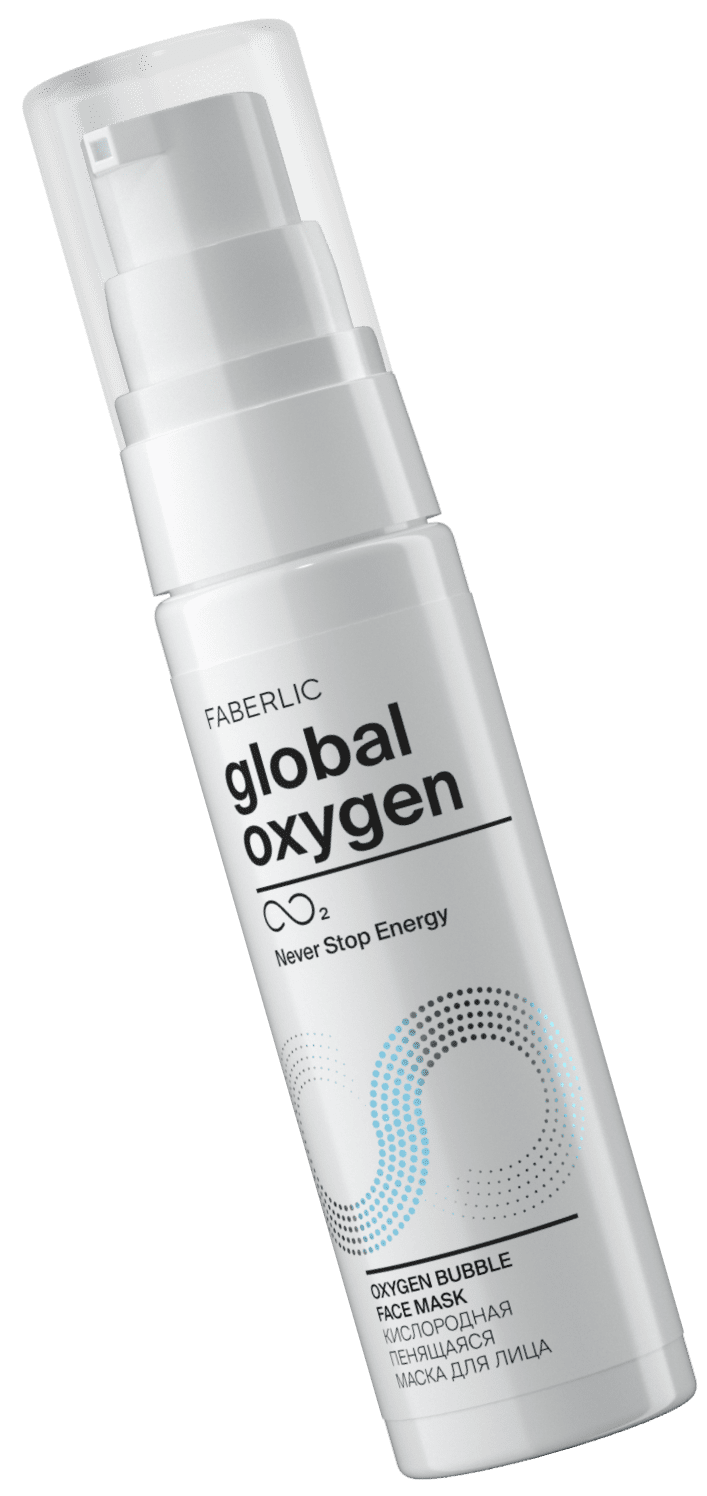 FABERLIC
global
oxygen
∞2
Never Stop Energy
OXYGEN BUBBLE
FACE MASK
КИСЛОРОДНАЯ
ПЕНЯЩАЯСЯ
МАСКА ДЛЯ ЛИЦА